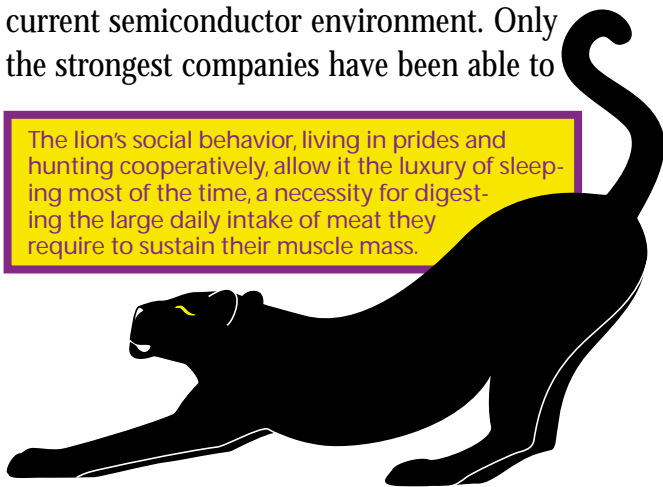 current semiconductor environment. Only
the strongest companies have been able to
The lion's social behavior, living in prides and
hunting cooperatively, allow it the luxury of sleep-
ing most of the time, a necessity for digest-
ing the large daily intake of meat they
require to sustain their muscle mass.